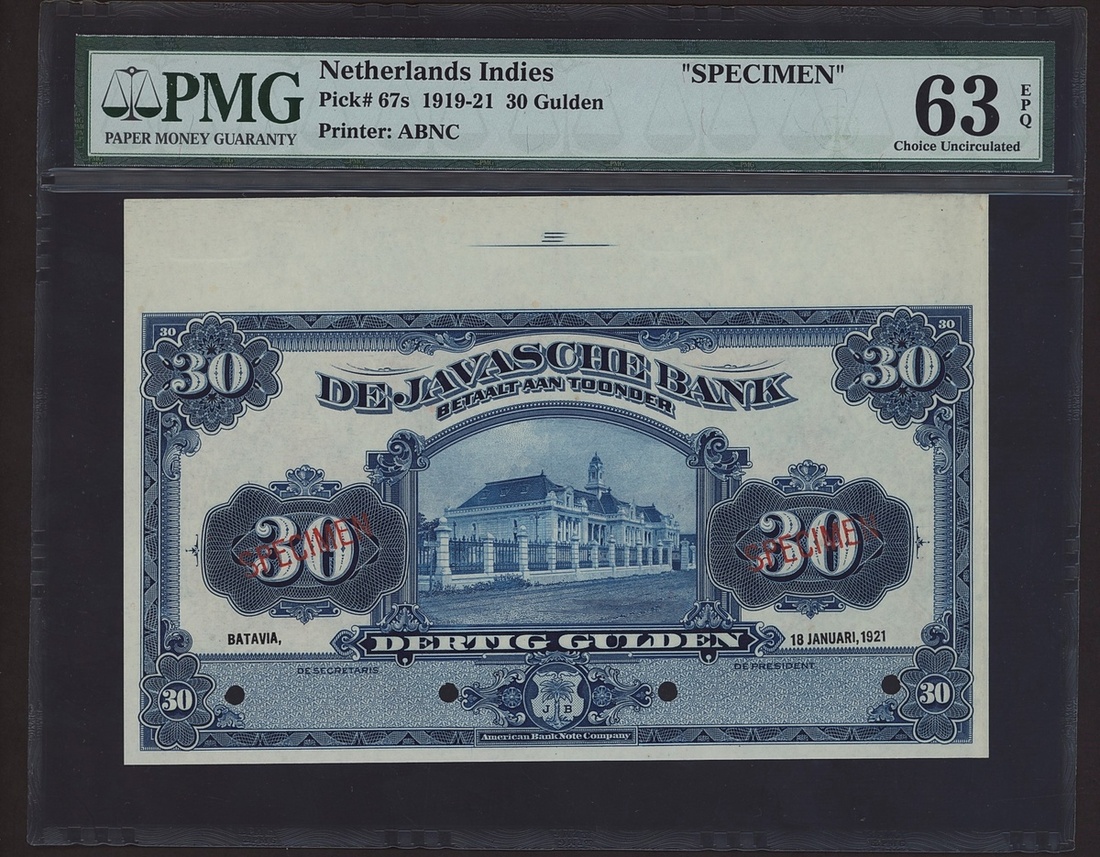 PMG
PAPER MONEY GUARANTY
Netherlands Indies "SPECIMEN"
Pick# 67s 1919-21 30 Gulden
Printer: ABNC
63
EPQ
Choice Uncirculated
30 30
30 30
DE JAVASCHE BANK
BETAALT AAN TOONDER
30 30
SPECIMEN SPECIMEN
BATAVIA, 18 JANUARI, 1921
DERTIG GULDEN
DE SECRETARIS DE PRESIDENT
30 30
J B
American Bank Note Company